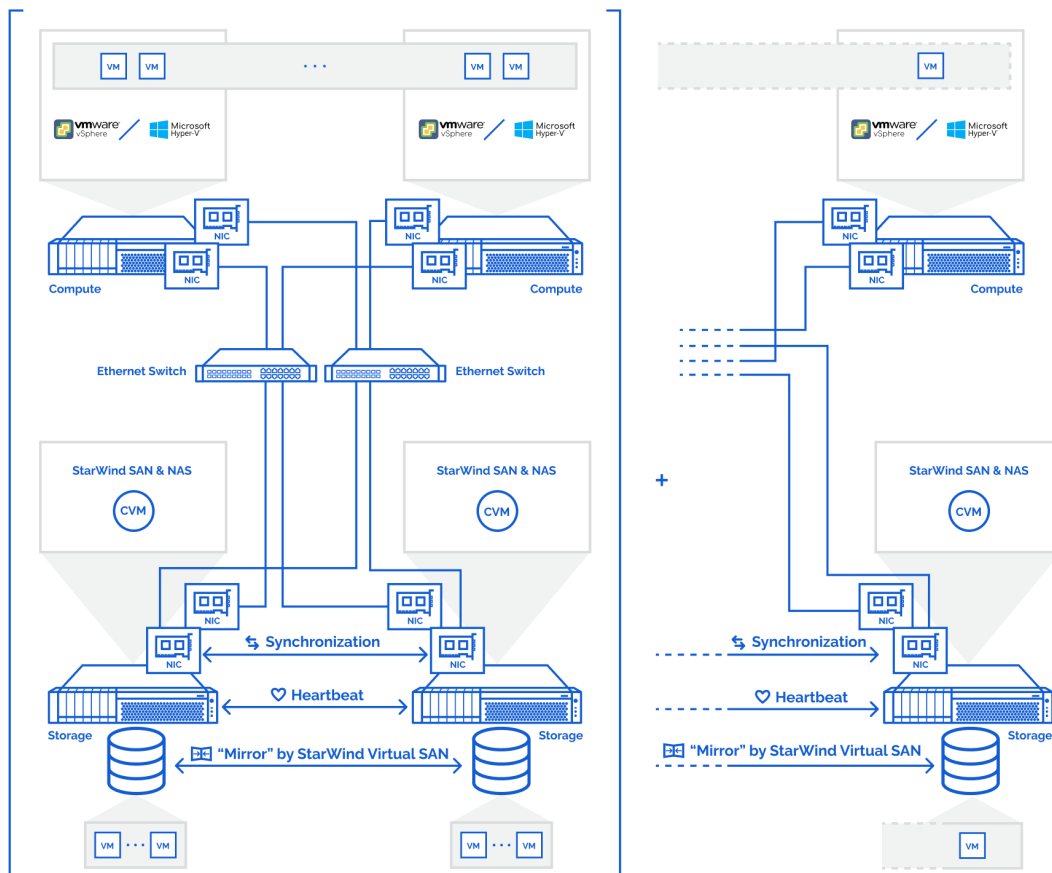 VM VM ... VM VM
VM
vmware®
vSphere
Microsoft
Hyper-V
vmware®
vSphere
Microsoft
Hyper-V
vmware®
vSphere
Microsoft
Hyper-V
NIC
NIC
NIC
NIC
NIC
NIC
Compute
Compute
Compute
Ethernet Switch
Ethernet Switch
StarWind SAN & NAS
CVM
StarWind SAN & NAS
CVM
+
StarWind SAN & NAS
CVM
NIC
NIC
NIC
NIC
NIC
NIC
Synchronization
Synchronization
Heartbeat
Heartbeat
Storage
Storage
Storage
“Mirror” by StarWind Virtual SAN
“Mirror” by StarWind Virtual SAN
VM ... VM
VM ... VM
VM